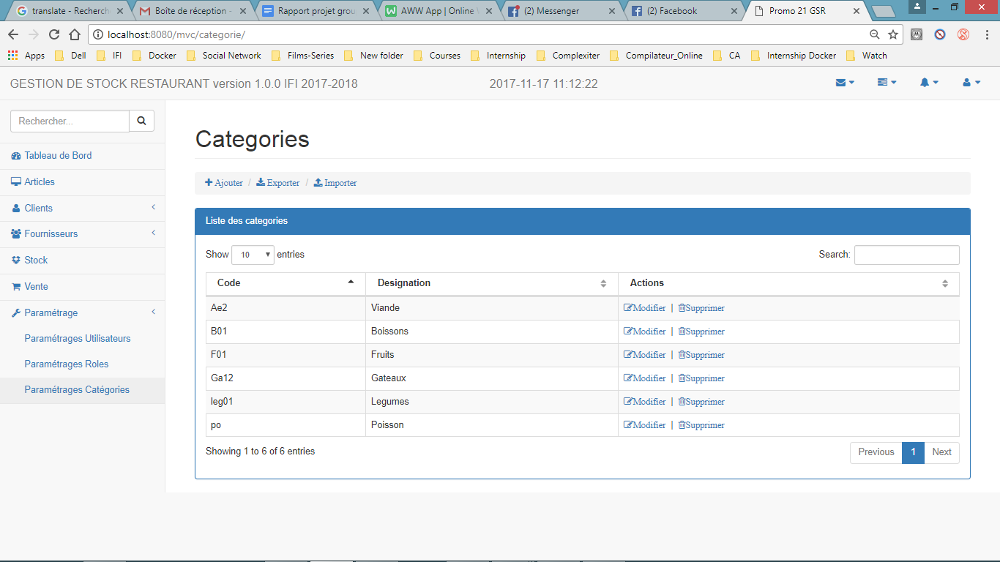 translate - Recherch
Boîte de réception -
Rapport projet grou
AWW App | Online
(2) Messenger
(2) Facebook
Promo 21 GSR
localhost:8080/mvc/categorie/
Apps Dell IFI Docker Social Network Films-Series New folder Courses Internship Complexiter Compilateur_Online CA Internship Docker Watch
GESTION DE STOCK RESTAURANT version 1.0.0 IFI 2017-2018 2017-11-17 11:12:22
Rechercher...
Tableau de Bord
Articles
Clients
Fournisseurs
Stock
Vente
Paramétrage
Paramétrages Utilisateurs
Paramétrages Roles
Paramétrages Catégories
Categories
Ajouter / Exporter / Importer
Liste des categories
Show 10 entries Search:
Code Designation Actions
Ae2 Viande Modifier | Supprimer
B01 Boissons Modifier | Supprimer
F01 Fruits Modifier | Supprimer
Ga12 Gateaux Modifier | Supprimer
leg01 Legumes Modifier | Supprimer
po Poisson Modifier | Supprimer
Showing 1 to 6 of 6 entries Previous 1 Next